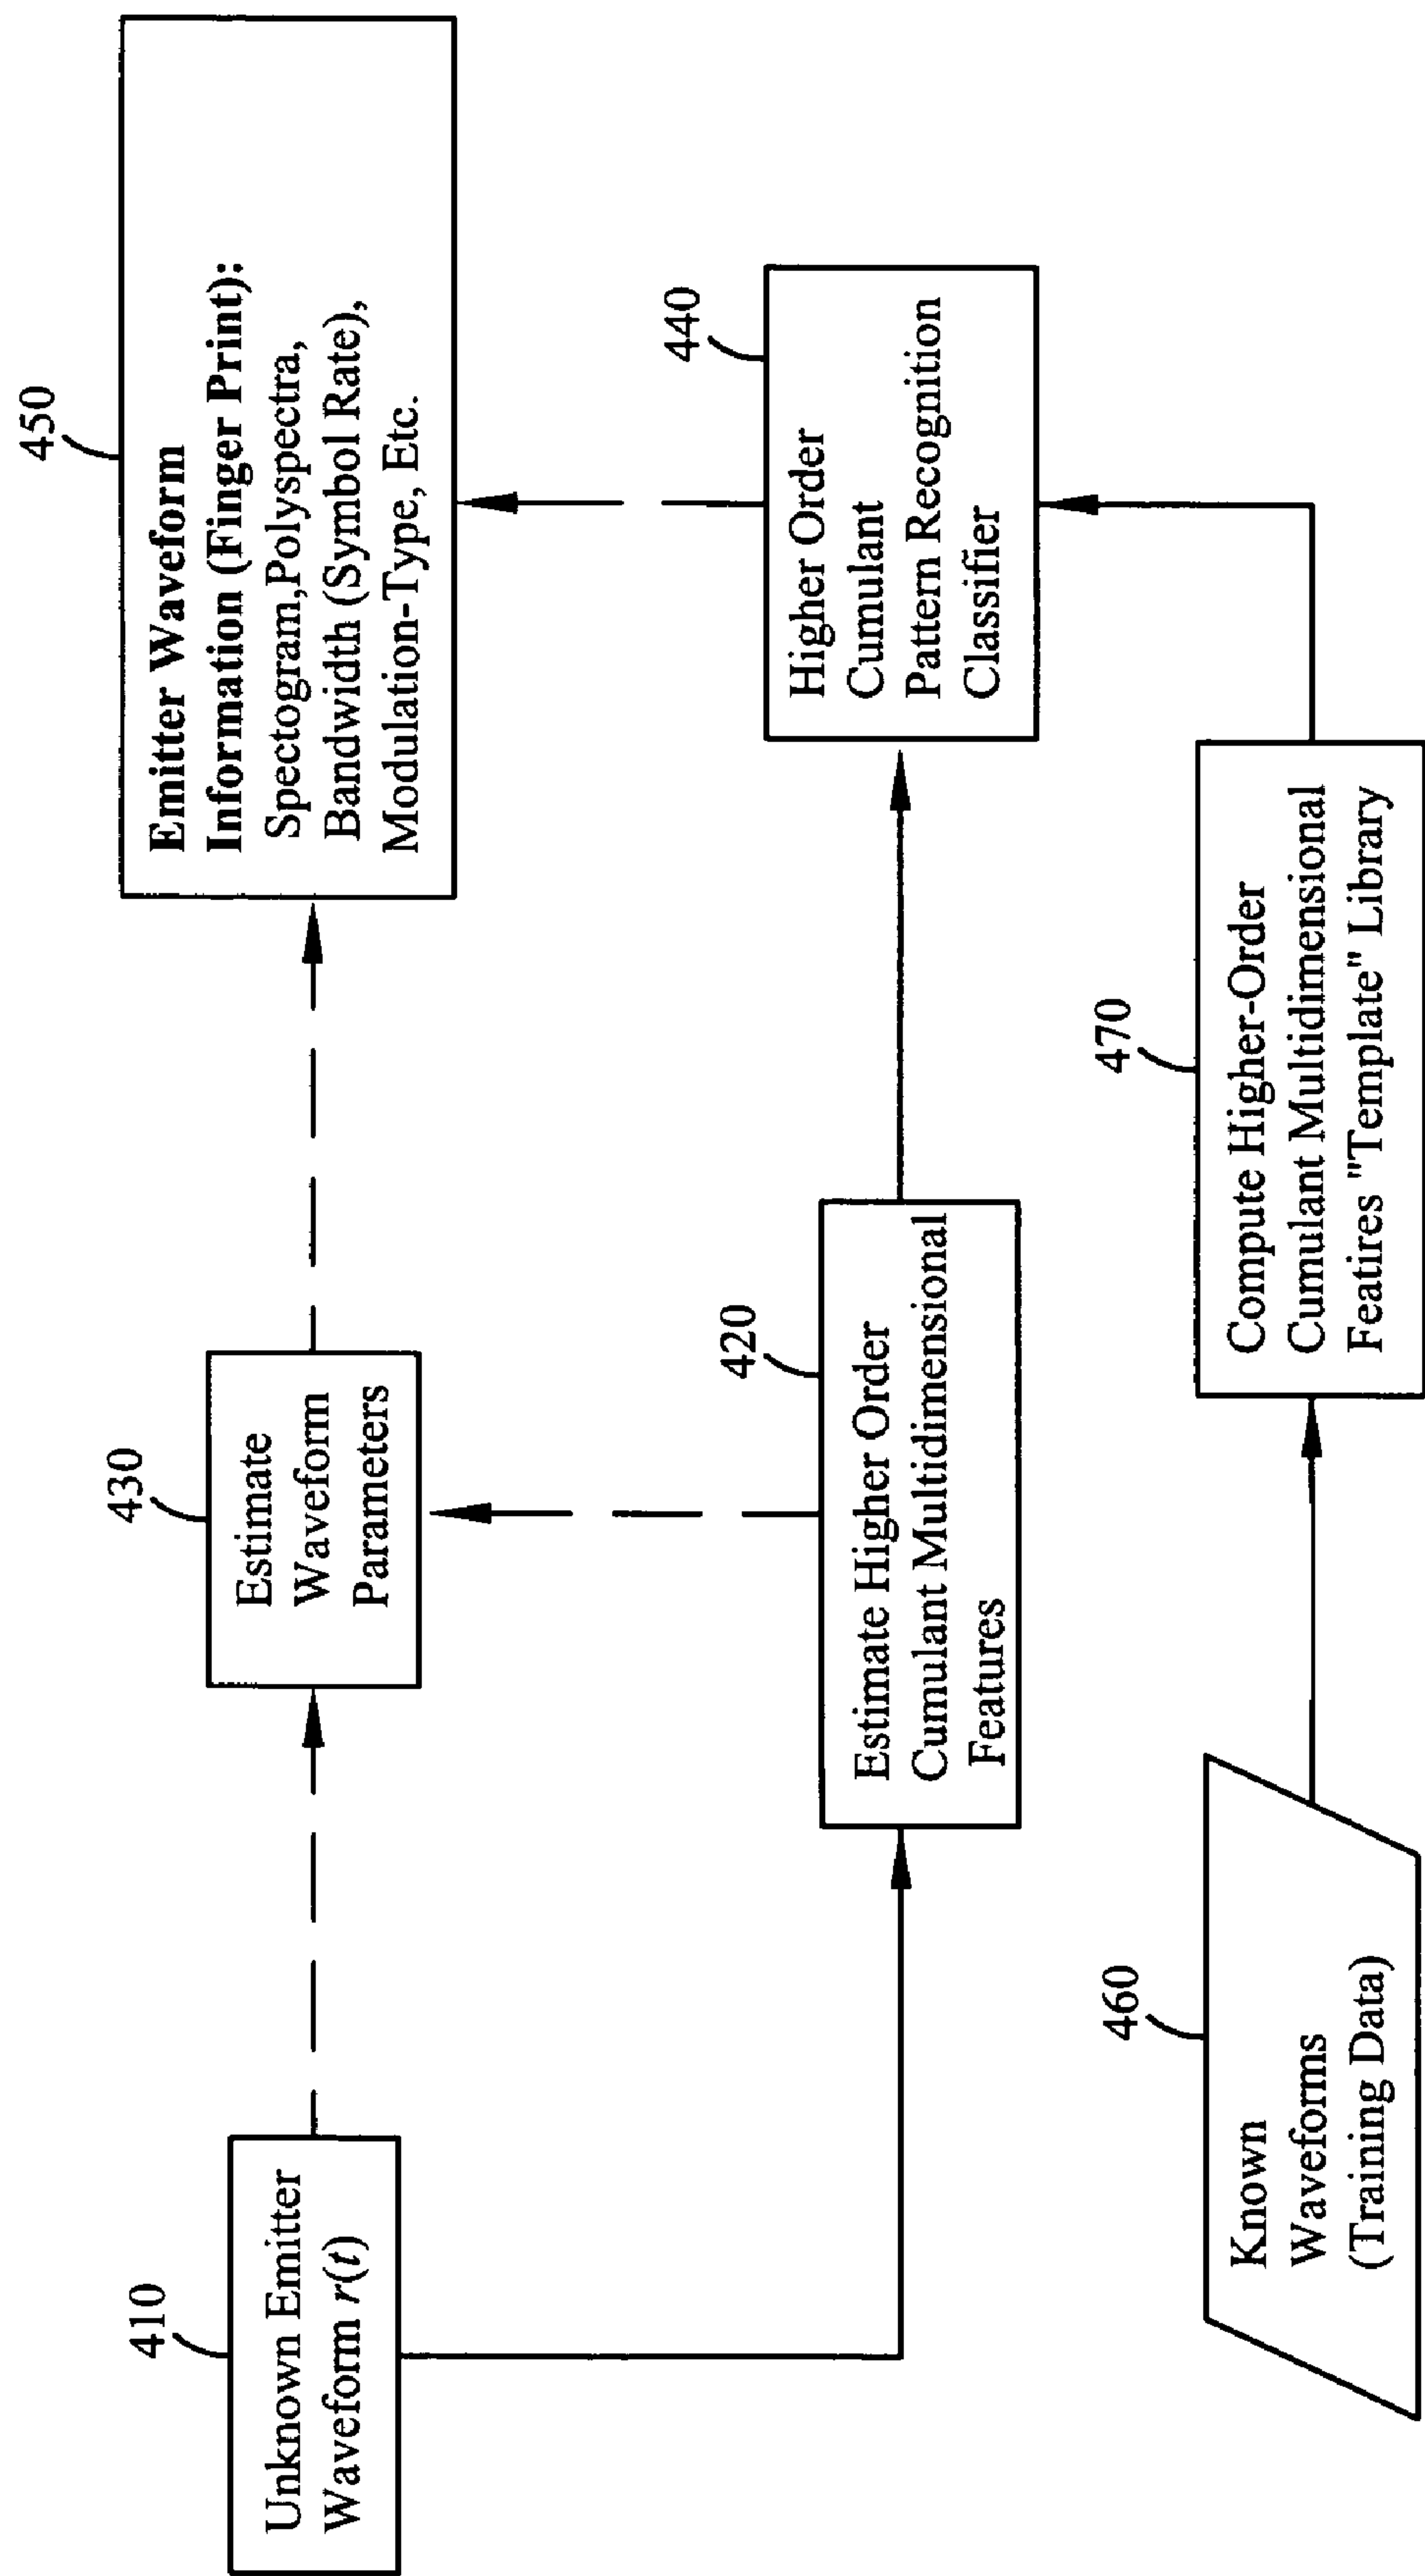 410
Unknown Emitter
Waveform r(t)
430
Estimate
Waveform
Parameters
450
Emitter Waveform
Information (Finger Print):
Spectogram,Polyspectra,
Bandwidth (Symbol Rate),
Modulation-Type, Etc.
420
Estimate Higher Order
Cumulant Multidimensional
Features
440
Higher Order
Cumulant
Pattern Recognition
Classifier
460
Known
Waveforms
(Training Data)
470
Compute Higher-Order
Cumulant Multidimensional
Featires "Template" Library